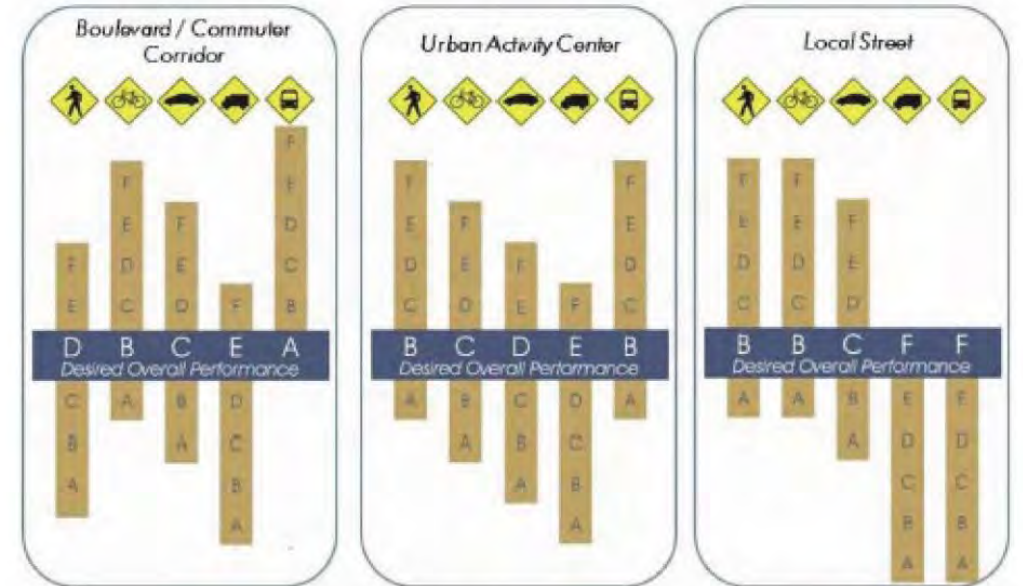 Boulevard / Commuter
Corridor
F
F E
E F D
F D E C
E C D F B
D B C E A
Desired Overall Performance
C A B D
B A C
A B
A
Urban Activity Center
F F
E F E
D E F D
C D E F C
B C D E B
Desired Overall Performance
A B C D A
A B C
A B
A
Local Street
F F
E E F
D D E
C C D
B B C F F
Desired Overall Performance
A A B E E
A D D
C C
B B
A A